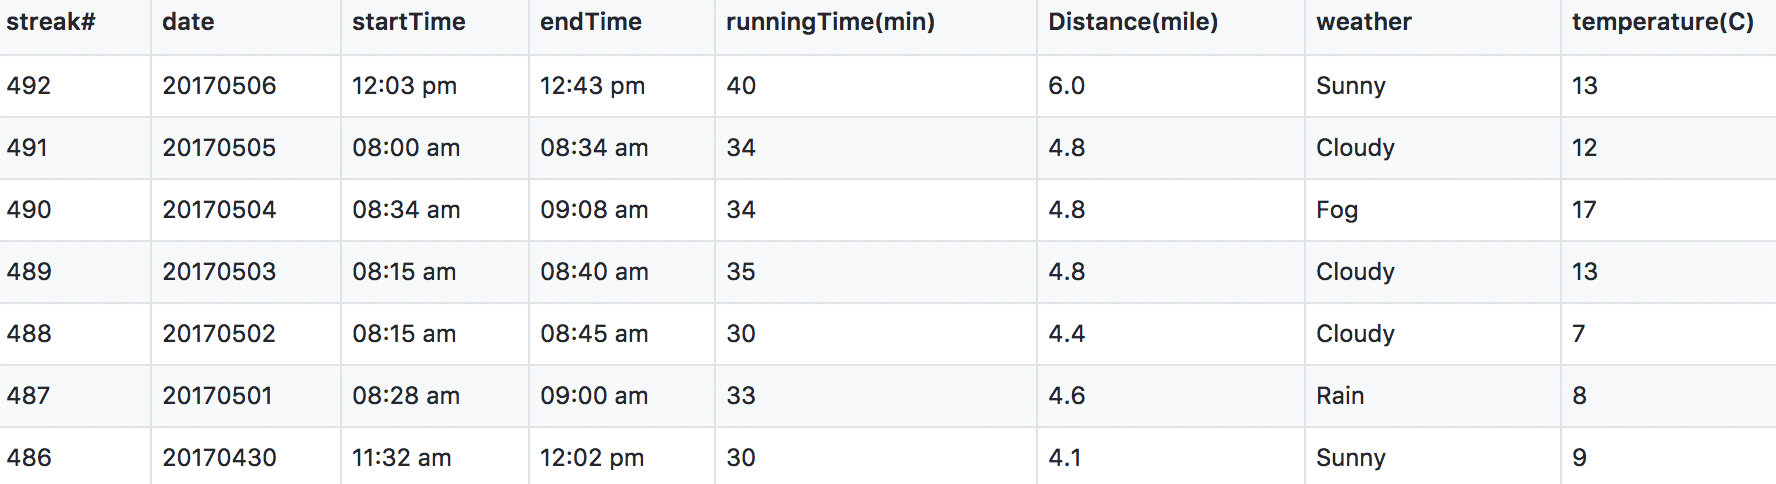 streak# date startTime endTime runningTime(min) Distance(mile) weather temperature(C)
492 20170506 12:03 pm 12:43 pm 40 6.0 Sunny 13
491 20170505 08:00 am 08:34 am 34 4.8 Cloudy 12
490 20170504 08:34 am 09:08 am 34 4.8 Fog 17
489 20170503 08:15 am 08:40 am 35 4.8 Cloudy 13
488 20170502 08:15 am 08:45 am 30 4.4 Cloudy 7
487 20170501 08:28 am 09:00 am 33 4.6 Rain 8
486 20170430 11:32 am 12:02 pm 30 4.1 Sunny 9